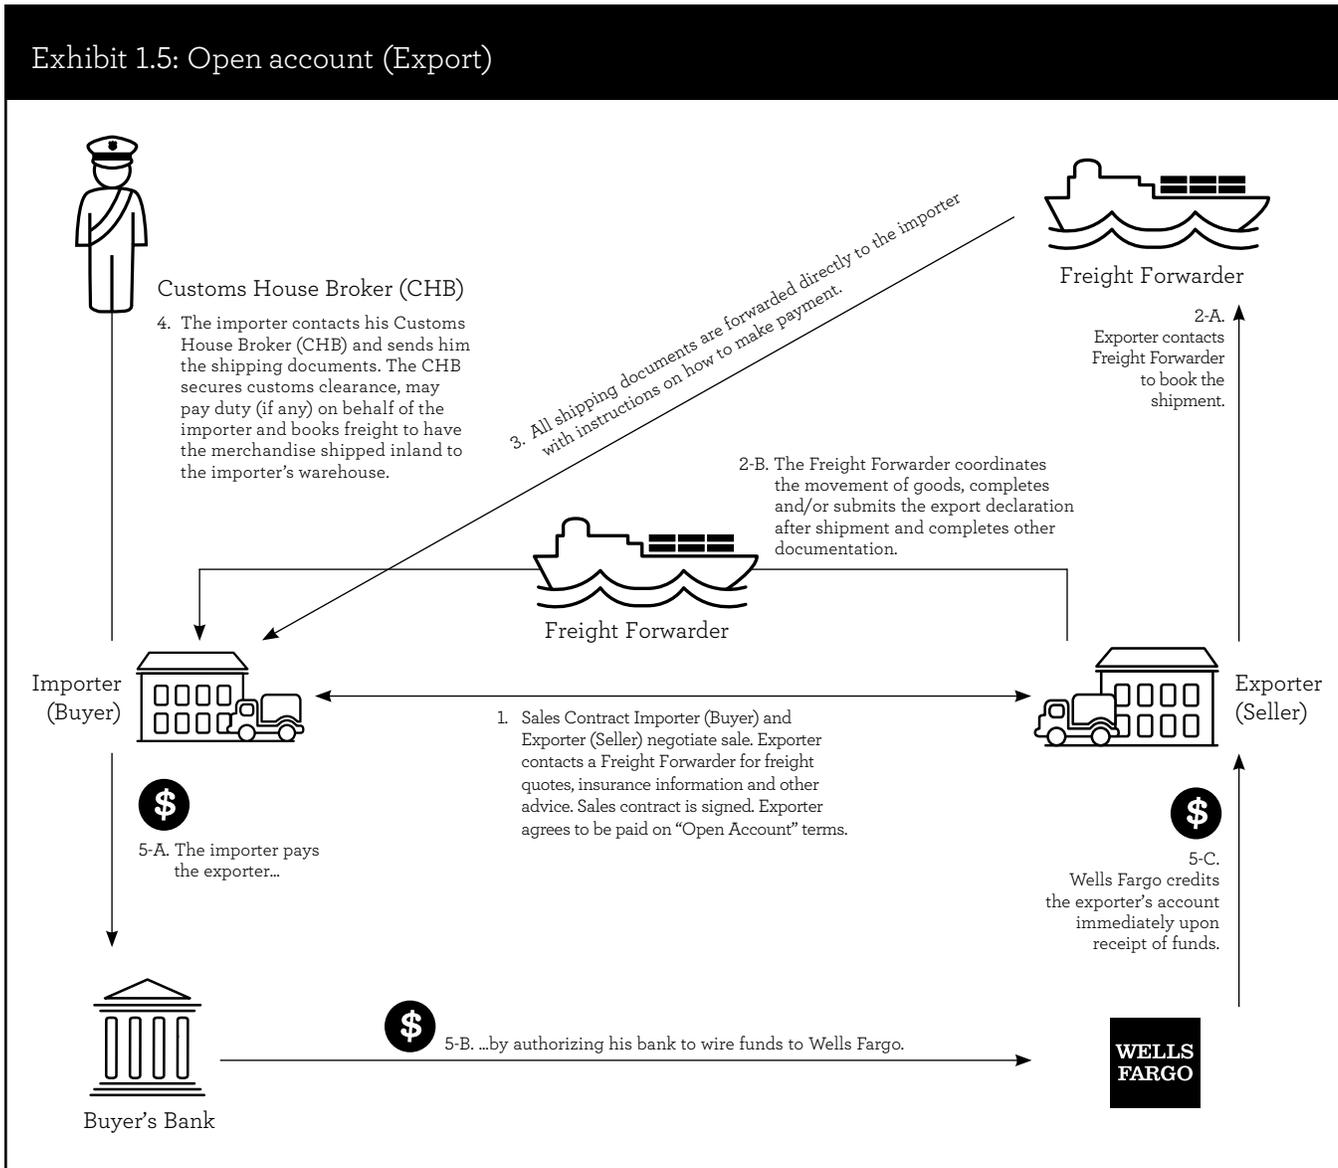 Exhibit 1.5: Open account (Export)
Customs House Broker (CHB)
4. The importer contacts his Customs
House Broker (CHB) and sends him
the shipping documents. The CHB
secures customs clearance, may
pay duty (if any) on behalf of the
importer and books freight to have
the merchandise shipped inland to
the importer’s warehouse.
3. All shipping documents are forwarded directly to the importer
with instructions on how to make payment.
Freight Forwarder
2-A.
Exporter contacts
Freight Forwarder
to book the
shipment.
2-B. The Freight Forwarder coordinates
the movement of goods, completes
and/or submits the export declaration
after shipment and completes other
documentation.
Freight Forwarder
Importer
(Buyer)
Exporter
(Seller)
1. Sales Contract Importer (Buyer) and
Exporter (Seller) negotiate sale. Exporter
contacts a Freight Forwarder for freight
quotes, insurance information and other
advice. Sales contract is signed. Exporter
agrees to be paid on “Open Account” terms.
$
5-A. The importer pays
the exporter...
$
5-C.
Wells Fargo credits
the exporter’s account
immediately upon
receipt of funds.
$
5-B. ...by authorizing his bank to wire funds to Wells Fargo.
WELLS
FARGO
Buyer’s Bank